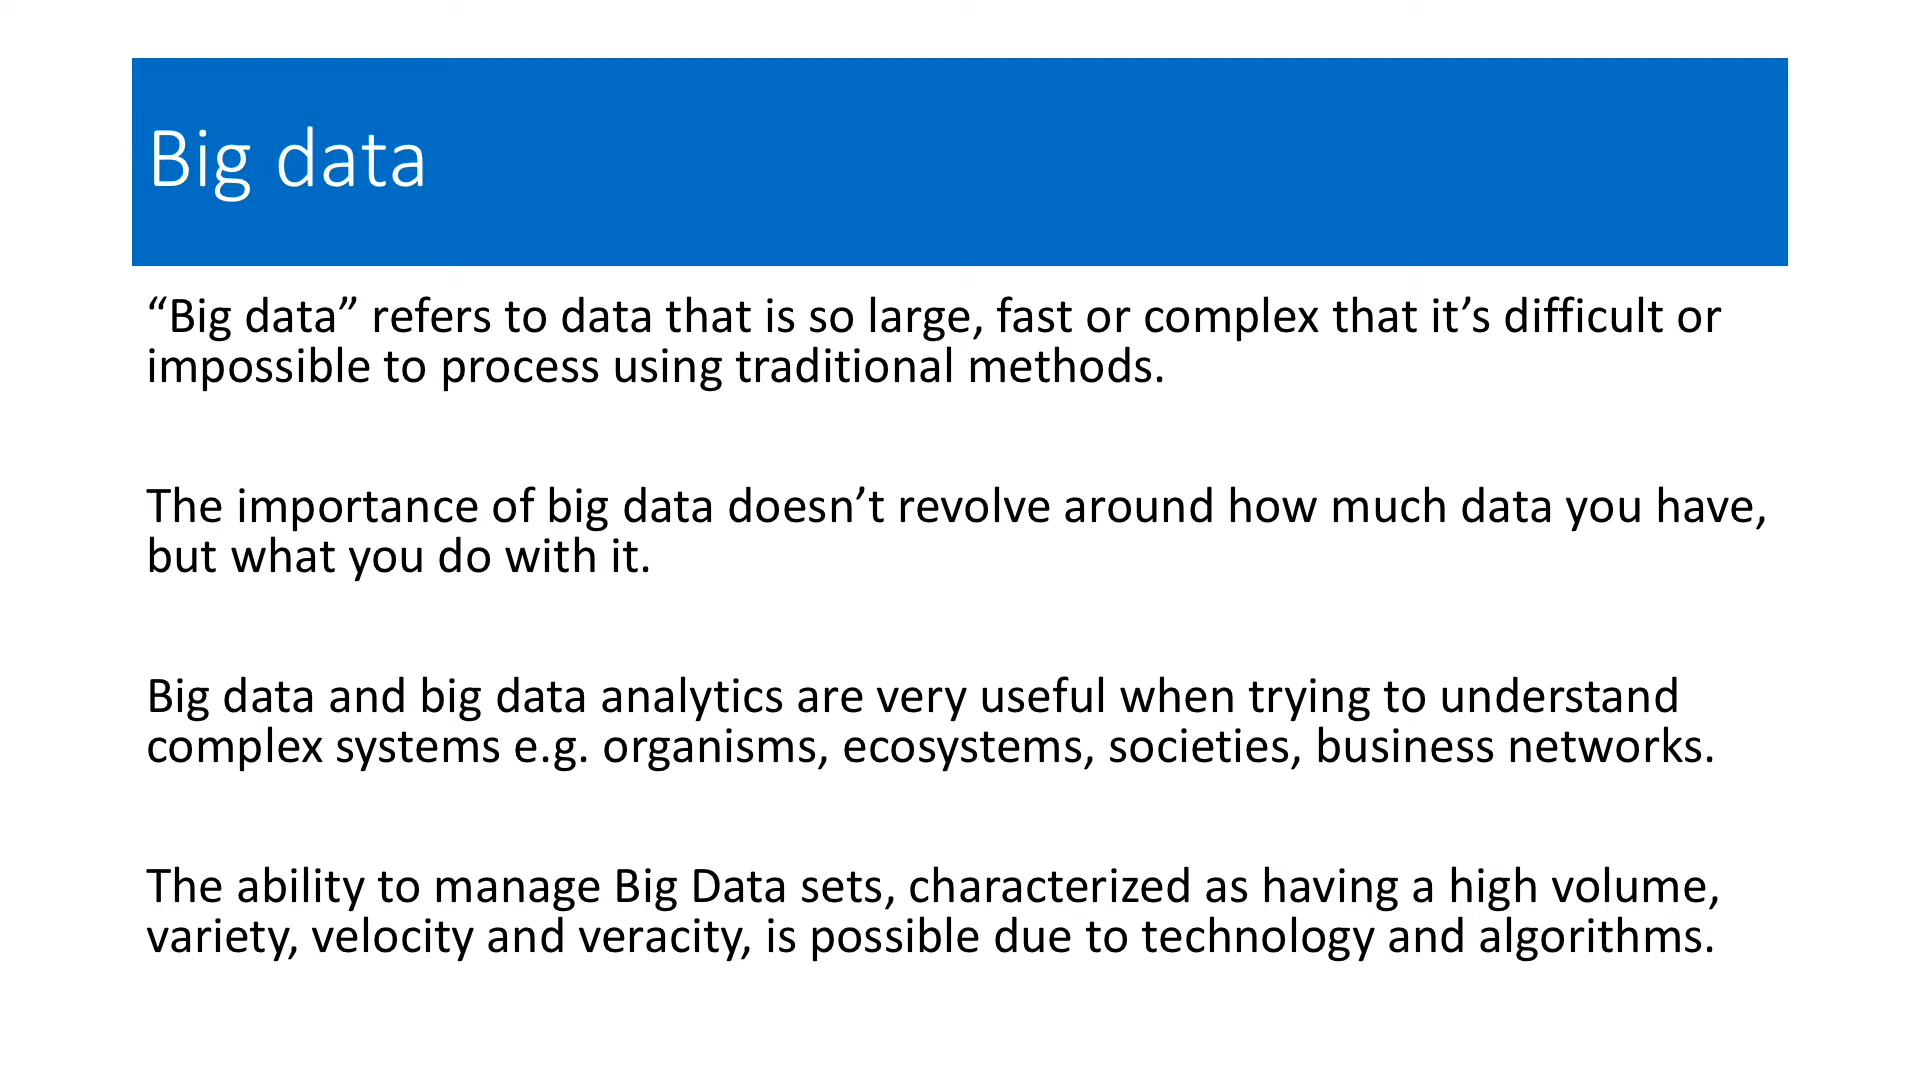 Big data
“Big data” refers to data that is so large, fast or complex that it’s difficult or
impossible to process using traditional methods.
The importance of big data doesn’t revolve around how much data you have,
but what you do with it.
Big data and big data analytics are very useful when trying to understand
complex systems e.g. organisms, ecosystems, societies, business networks.
The ability to manage Big Data sets, characterized as having a high volume,
variety, velocity and veracity, is possible due to technology and algorithms.